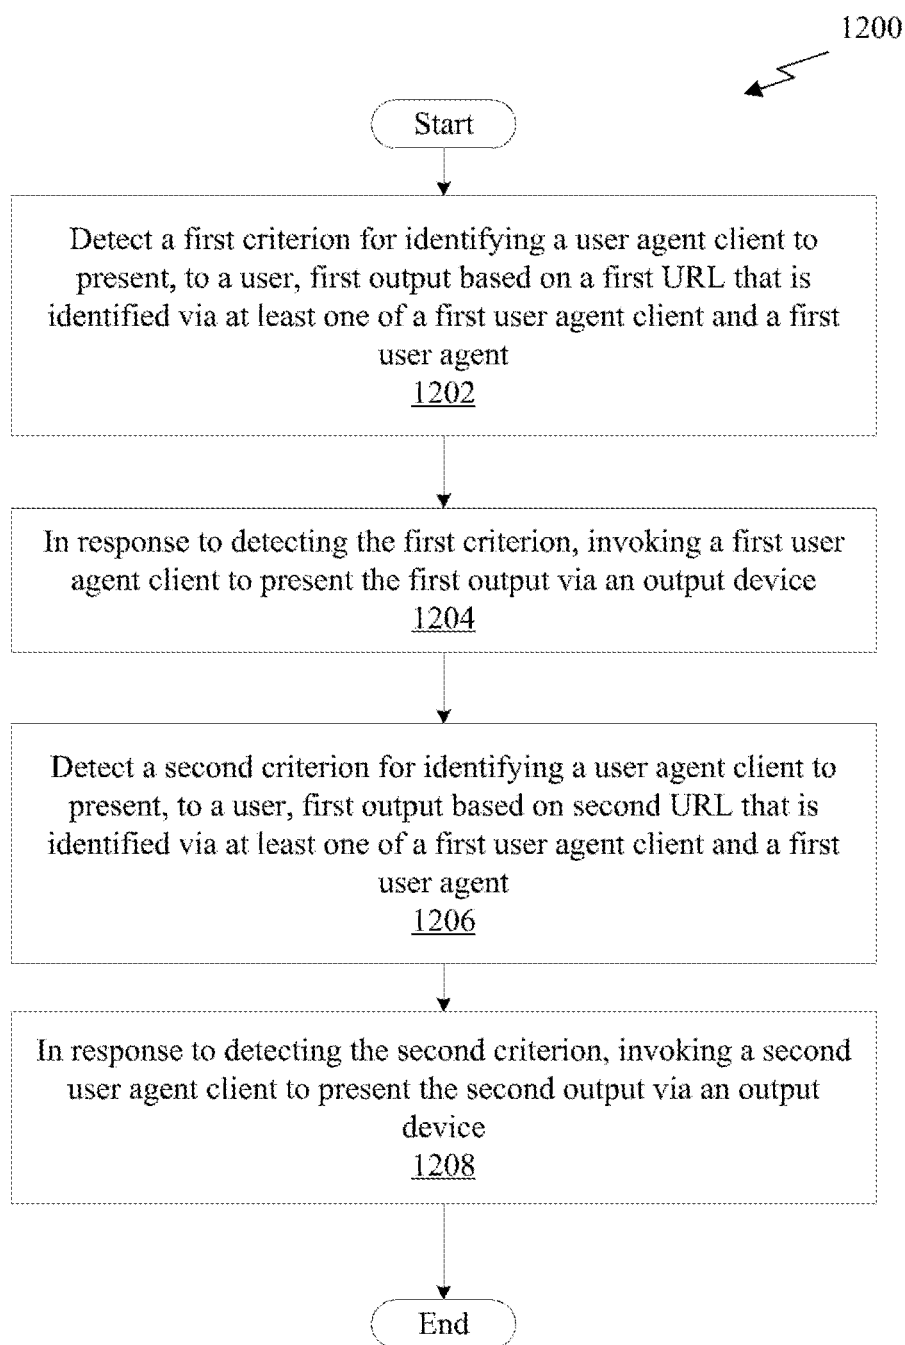 1200
Start
Detect a first criterion for identifying a user agent client to
present, to a user, first output based on a first URL that is
identified via at least one of a first user agent client and a first
user agent
1202
In response to detecting the first criterion, invoking a first user
agent client to present the first output via an output device
1204
Detect a second criterion for identifying a user agent client to
present, to a user, first output based on second URL that is
identified via at least one of a first user agent client and a first
user agent
1206
In response to detecting the second criterion, invoking a second
user agent client to present the second output via an output
device
1208
End